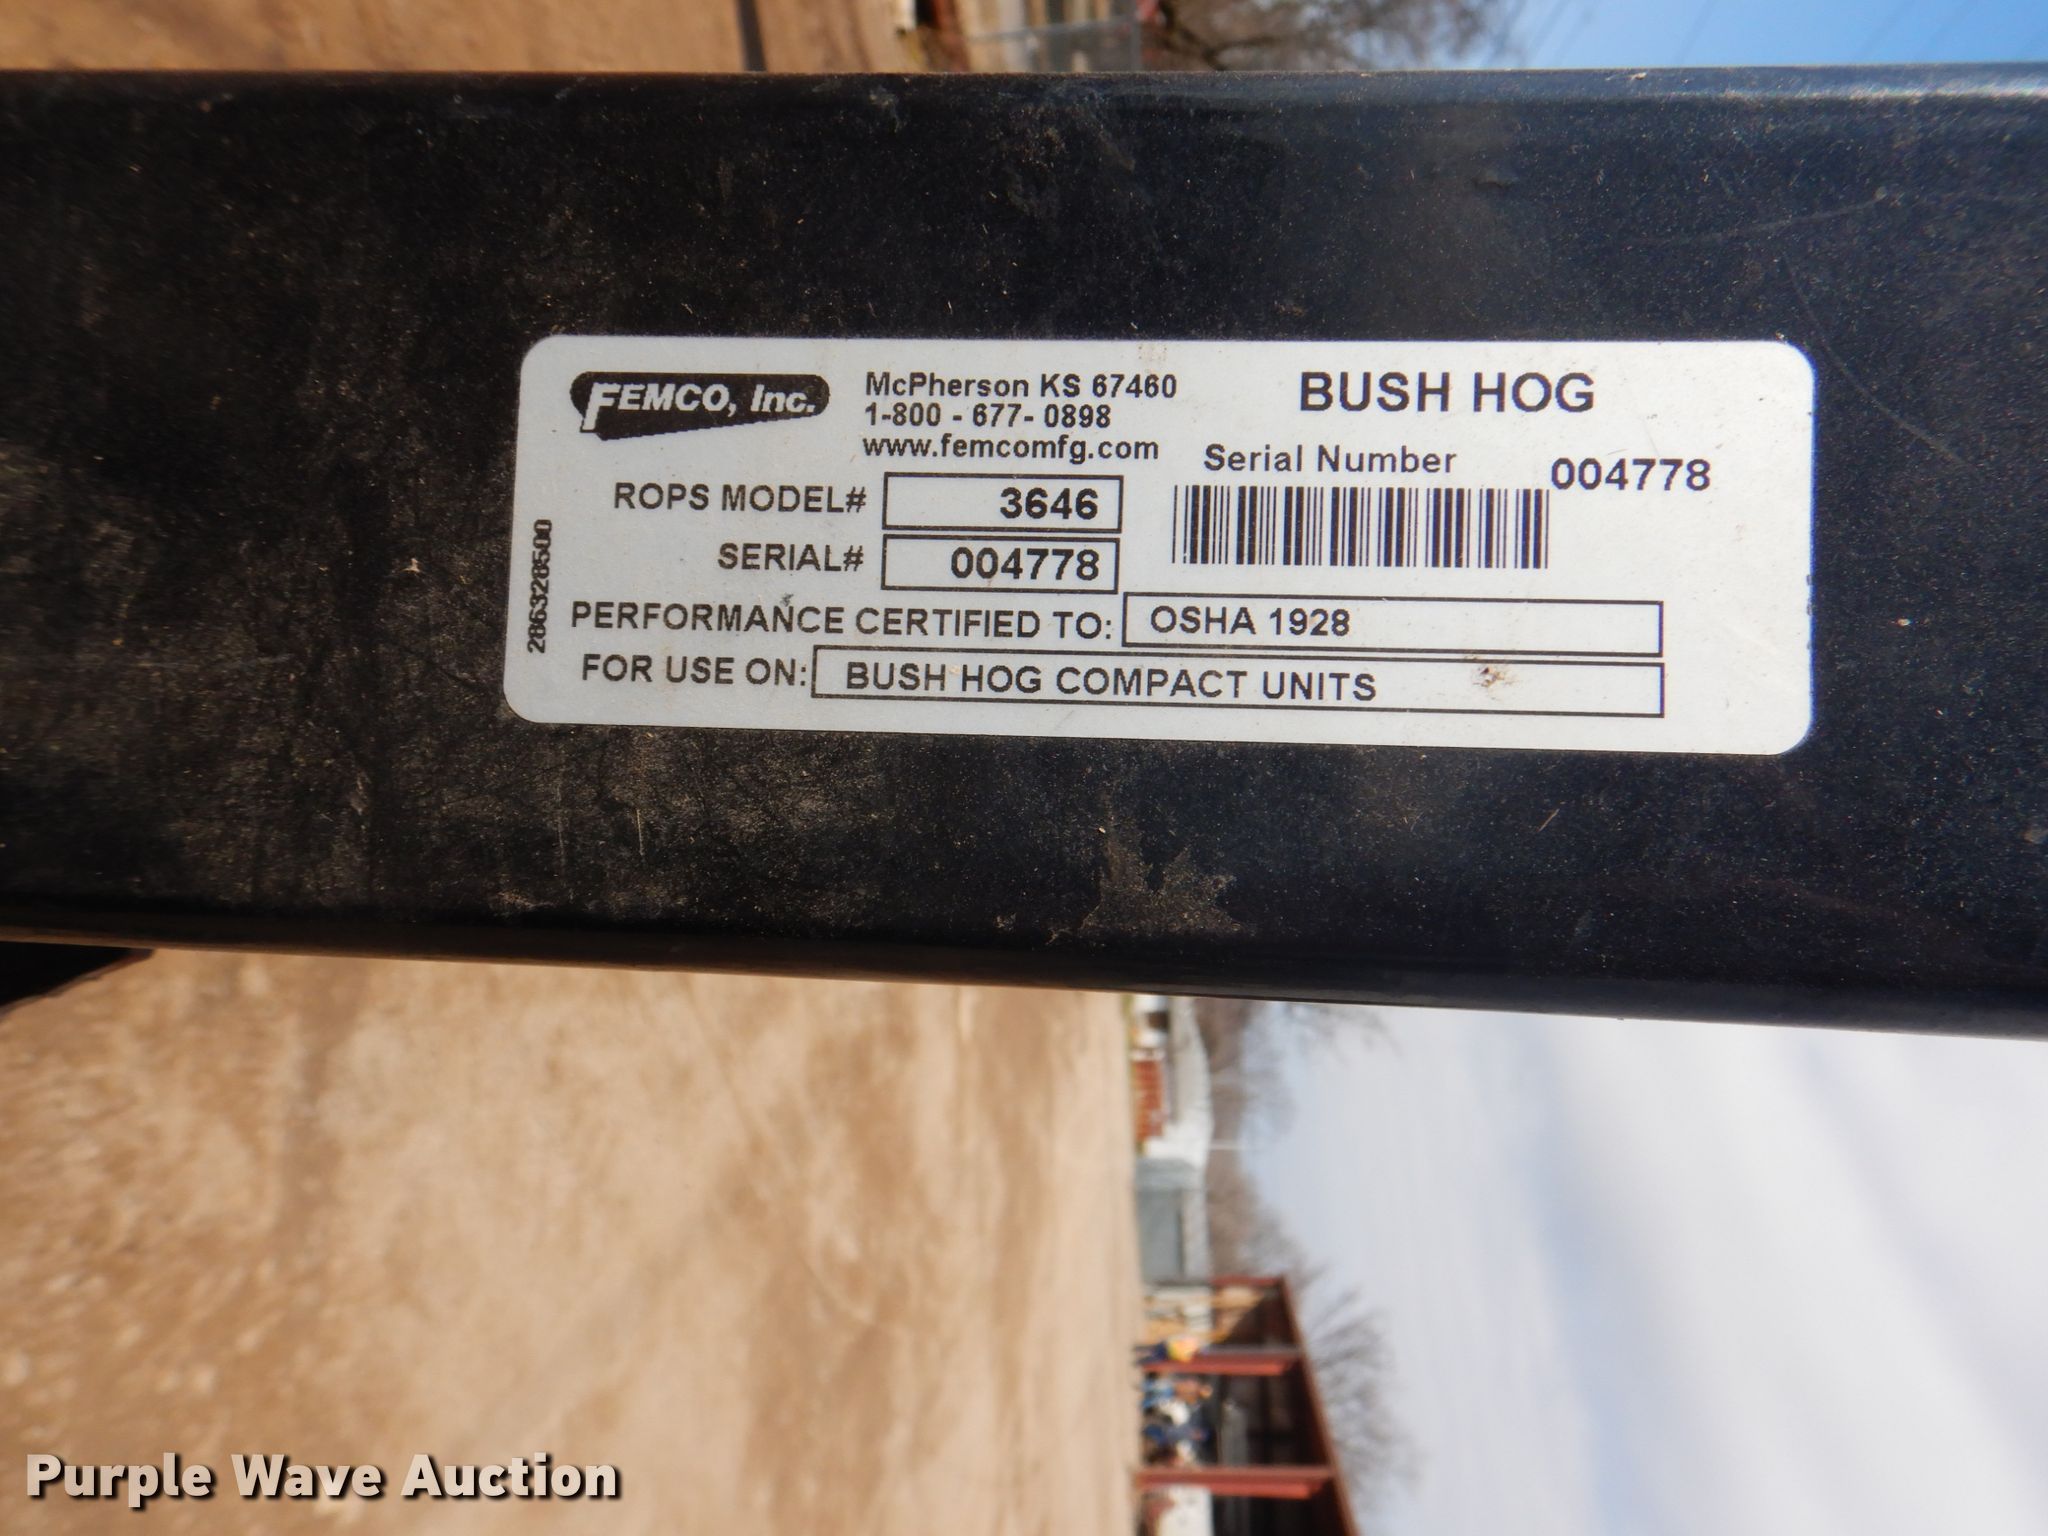 FEMCO, Inc.
McPherson KS 67460
1-800 - 677- 0898
www.femcomfg.com
BUSH HOG
Serial Number 004778
ROPS MODEL# 3646
SERIAL# 004778
PERFORMANCE CERTIFIED TO: OSHA 1928
FOR USE ON: BUSH HOG COMPACT UNITS
2863285500
Purple Wave Auction